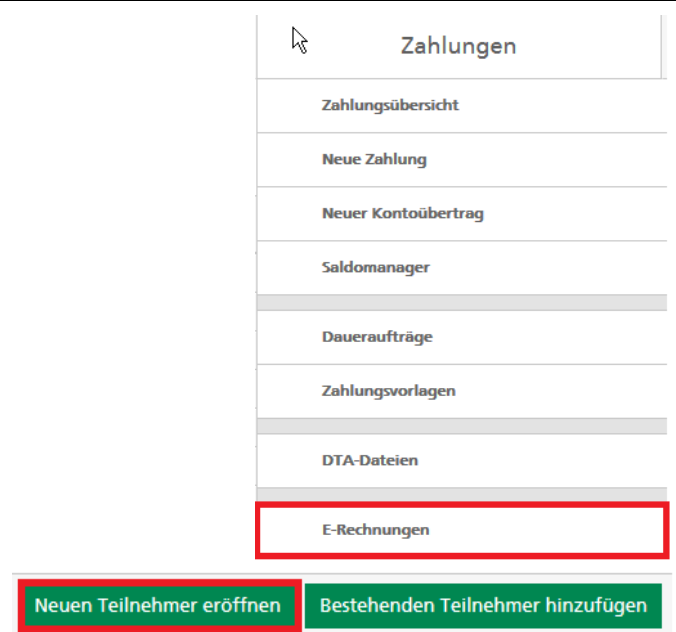 Zahlungen
Zahlungsübersicht
Neue Zahlung
Neuer Kontoübertrag
Saldomanager
Daueraufträge
Zahlungsvorlagen
DTA-Dateien
E-Rechnungen
Neuen Teilnehmer eröffnen Bestehenden Teilnehmer hinzufügen